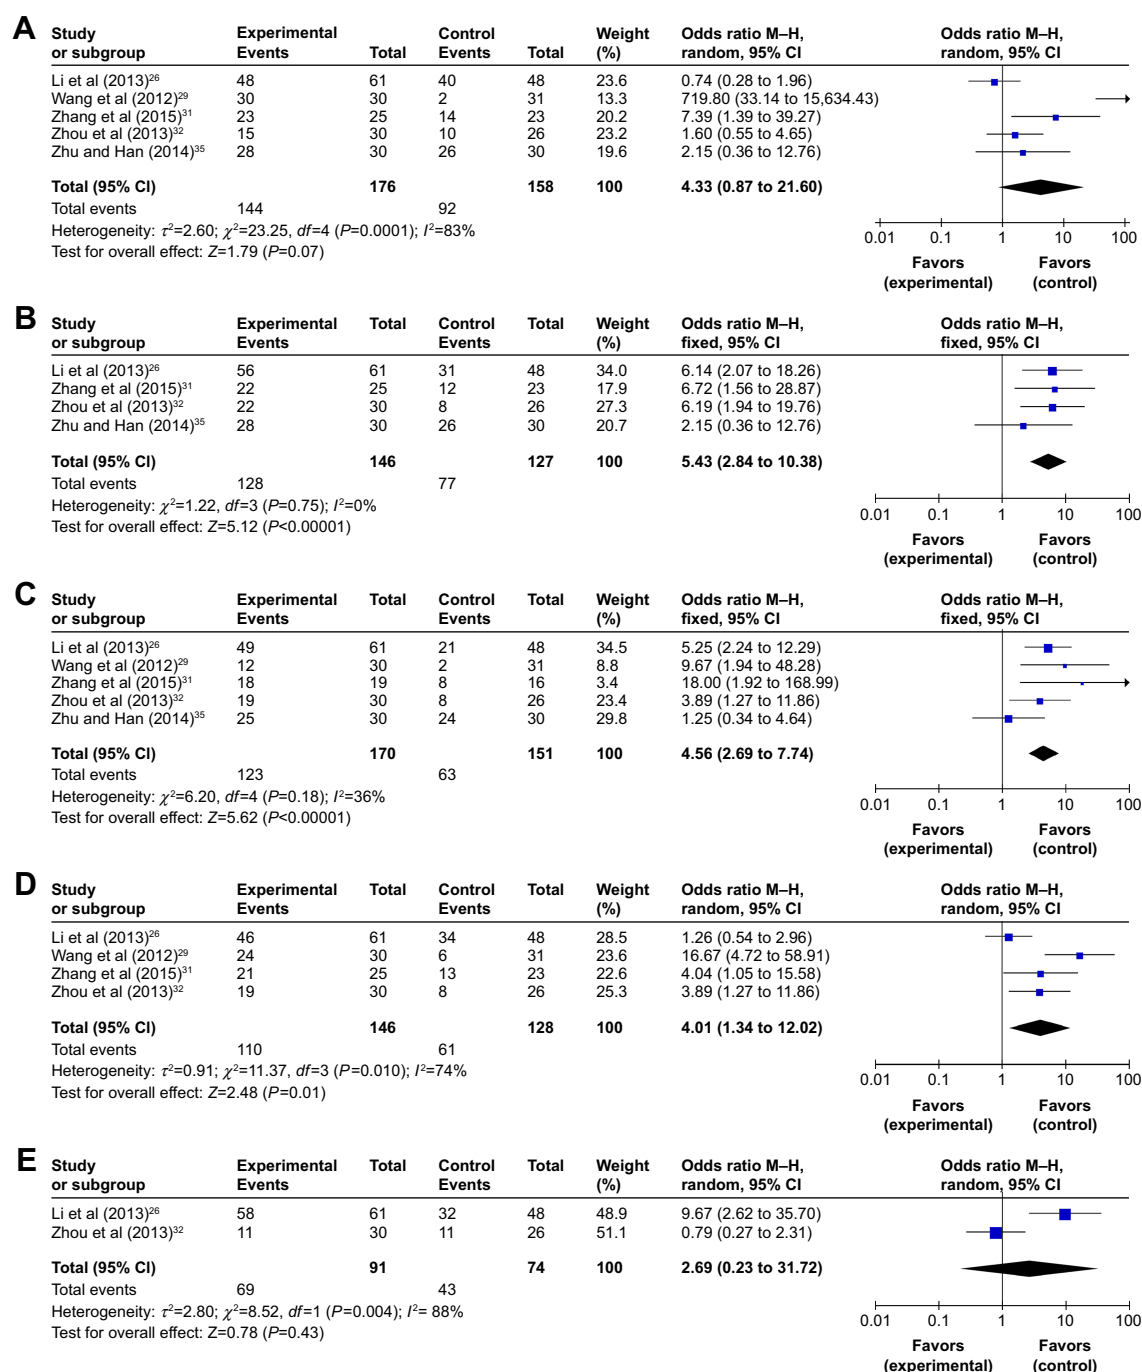 A
Study Experimental Control Weight Odds ratio M–H, Odds ratio M–H,
or subgroup Events Total Events Total (%) random, 95% CI random, 95% CI
Li et al (2013)26 48 61 40 48 23.6 0.74 (0.28 to 1.96)
Wang et al (2012)29 30 30 2 31 13.3 719.80 (33.14 to 15,634.43)
Zhang et al (2015)31 23 25 14 23 20.2 7.39 (1.39 to 39.27)
Zhou et al (2013)32 15 30 10 26 23.2 1.60 (0.55 to 4.65)
Zhu and Han (2014)35 28 30 26 30 19.6 2.15 (0.36 to 12.76)
Total (95% CI) 176 158 100 4.33 (0.87 to 21.60)
Total events 144 92
Heterogeneity: τ2=2.60; χ2=23.25, df=4 (P=0.0001); I2=83%
Test for overall effect: Z=1.79 (P=0.07)
0.01 0.1 1 10 100
Favors Favors
(experimental) (control)
B
Study Experimental Total Control Total Weight Odds ratio M–H, Odds ratio M–H,
or subgroup Events Events (%) fixed, 95% CI fixed, 95% CI
Li et al (2013)26 56 61 31 48 34.0 6.14 (2.07 to 18.26)
Zhang et al (2015)31 22 25 12 23 17.9 6.72 (1.56 to 28.87)
Zhou et al (2013)32 22 30 8 26 27.3 6.19 (1.94 to 19.76)
Zhu and Han (2014)35 28 30 26 30 20.7 2.15 (0.36 to 12.76)
Total (95% CI) 146 127 100 5.43 (2.84 to 10.38)
Total events 128 77
Heterogeneity: χ2=1.22, df=3 (P=0.75); I2=0%
Test for overall effect: Z=5.12 (P<0.00001)
0.01 0.1 1 10 100
Favors Favors
(experimental) (control)
C
Study Experimental Total Control Total Weight Odds ratio M–H, Odds ratio M–H,
or subgroup Events Events (%) fixed, 95% CI fixed, 95% CI
Li et al (2013)26 49 61 21 48 34.5 5.25 (2.24 to 12.29)
Wang et al (2012)29 12 30 2 31 8.8 9.67 (1.94 to 48.28)
Zhang et al (2015)31 18 19 8 16 3.4 18.00 (1.92 to 168.99)
Zhou et al (2013)32 19 30 8 26 23.4 3.89 (1.27 to 11.86)
Zhu and Han (2014)35 25 30 24 30 29.8 1.25 (0.34 to 4.64)
Total (95% CI) 170 151 100 4.56 (2.69 to 7.74)
Total events 123 63
Heterogeneity: χ2=6.20, df=4 (P=0.18); I2=36%
Test for overall effect: Z=5.62 (P<0.00001)
0.01 0.1 1 10 100
Favors Favors
(experimental) (control)
D
Study Experimental Total Control Total Weight Odds ratio M–H, Odds ratio M–H,
or subgroup Events Events (%) random, 95% CI random, 95% CI
Li et al (2013)26 46 61 34 48 28.5 1.26 (0.54 to 2.96)
Wang et al (2012)29 24 30 6 31 23.6 16.67 (4.72 to 58.91)
Zhang et al (2015)31 21 25 13 23 22.6 4.04 (1.05 to 15.58)
Zhou et al (2013)32 19 30 8 26 25.3 3.89 (1.27 to 11.86)
Total (95% CI) 146 128 100 4.01 (1.34 to 12.02)
Total events 110 61
Heterogeneity: τ2=0.91; χ2=11.37, df=3 (P=0.010); I2=74%
Test for overall effect: Z=2.48 (P=0.01)
0.01 0.1 1 10 100
Favors Favors
(experimental) (control)
E
Study Experimental Total Control Total Weight Odds ratio M–H, Odds ratio M–H,
or subgroup Events Events (%) random, 95% CI random, 95% CI
Li et al (2013)26 58 61 32 48 48.9 9.67 (2.62 to 35.70)
Zhou et al (2013)32 11 30 11 26 51.1 0.79 (0.27 to 2.31)
Total (95% CI) 91 74 100 2.69 (0.23 to 31.72)
Total events 69 43
Heterogeneity: τ2=2.80; χ2=8.52, df=1 (P=0.004); I2= 88%
Test for overall effect: Z=0.78 (P=0.43)
0.01 0.1 1 10 100
Favors Favors
(experimental) (control)